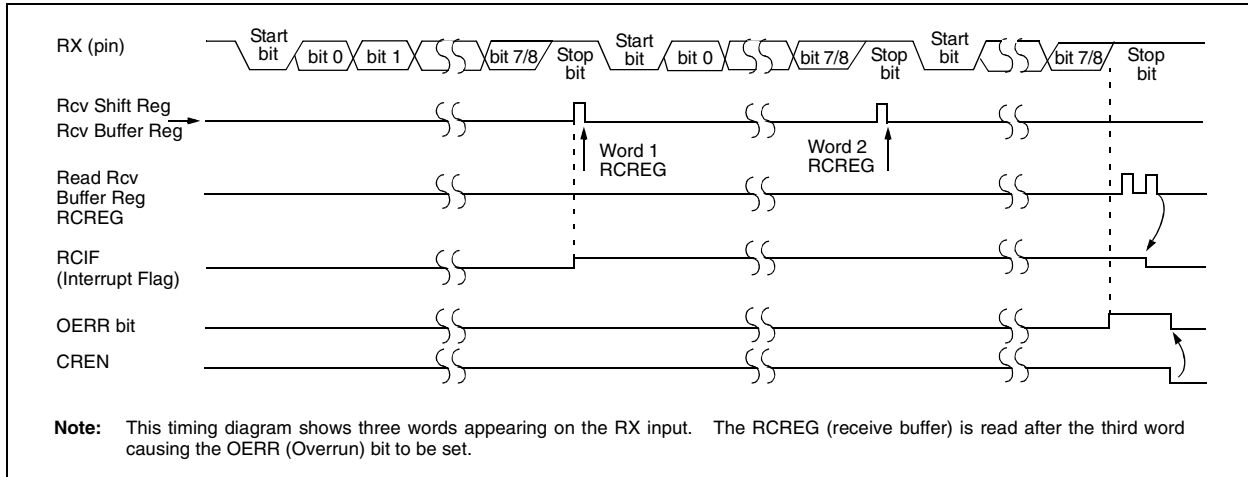 RX (pin)
Start bit
bit 0
bit 1
bit 7/8
Stop bit
Start bit
bit 0
bit 7/8
Stop bit
Start bit
bit 7/8
Stop bit
Rcv Shift Reg
Rcv Buffer Reg
Word 1
RCREG
Word 2
RCREG
Read Rcv
Buffer Reg
RCREG
RCIF
(Interrupt Flag)
OERR bit
CREN
Note: This timing diagram shows three words appearing on the RX input. The RCREG (receive buffer) is read after the third word
causing the OERR (Overrun) bit to be set.